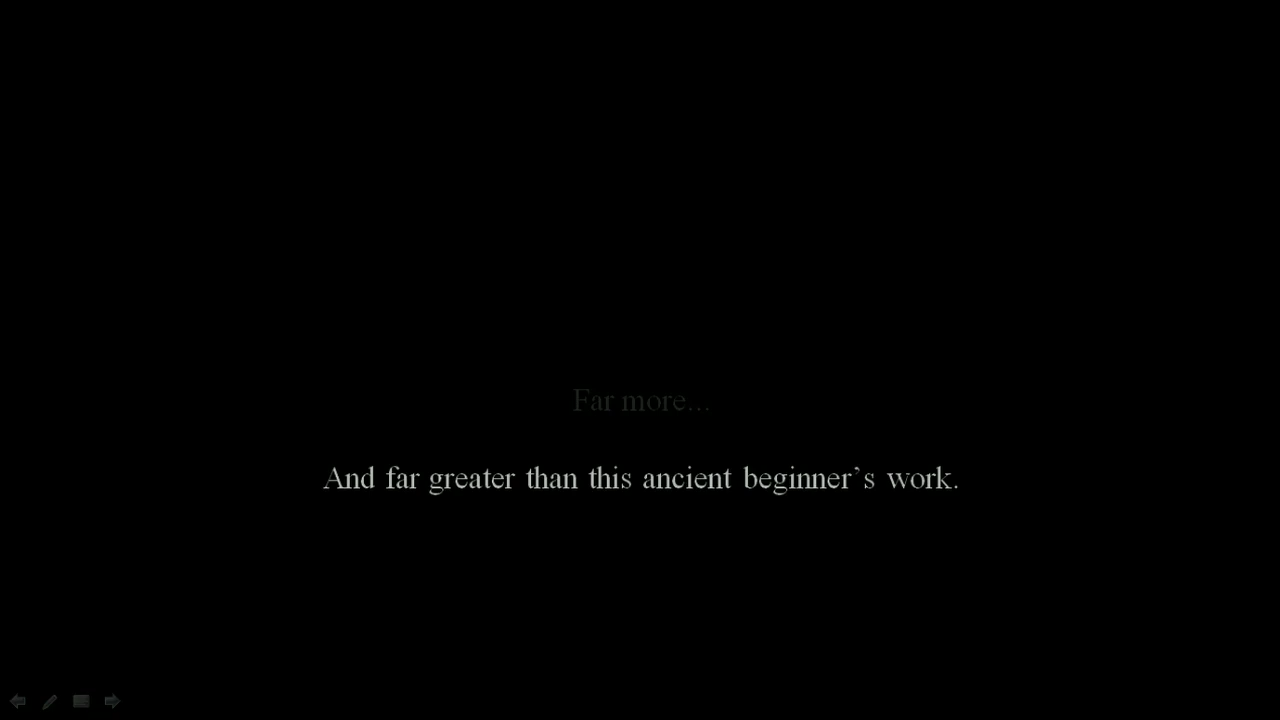 Far more...
And far greater than this ancient beginner’s work.